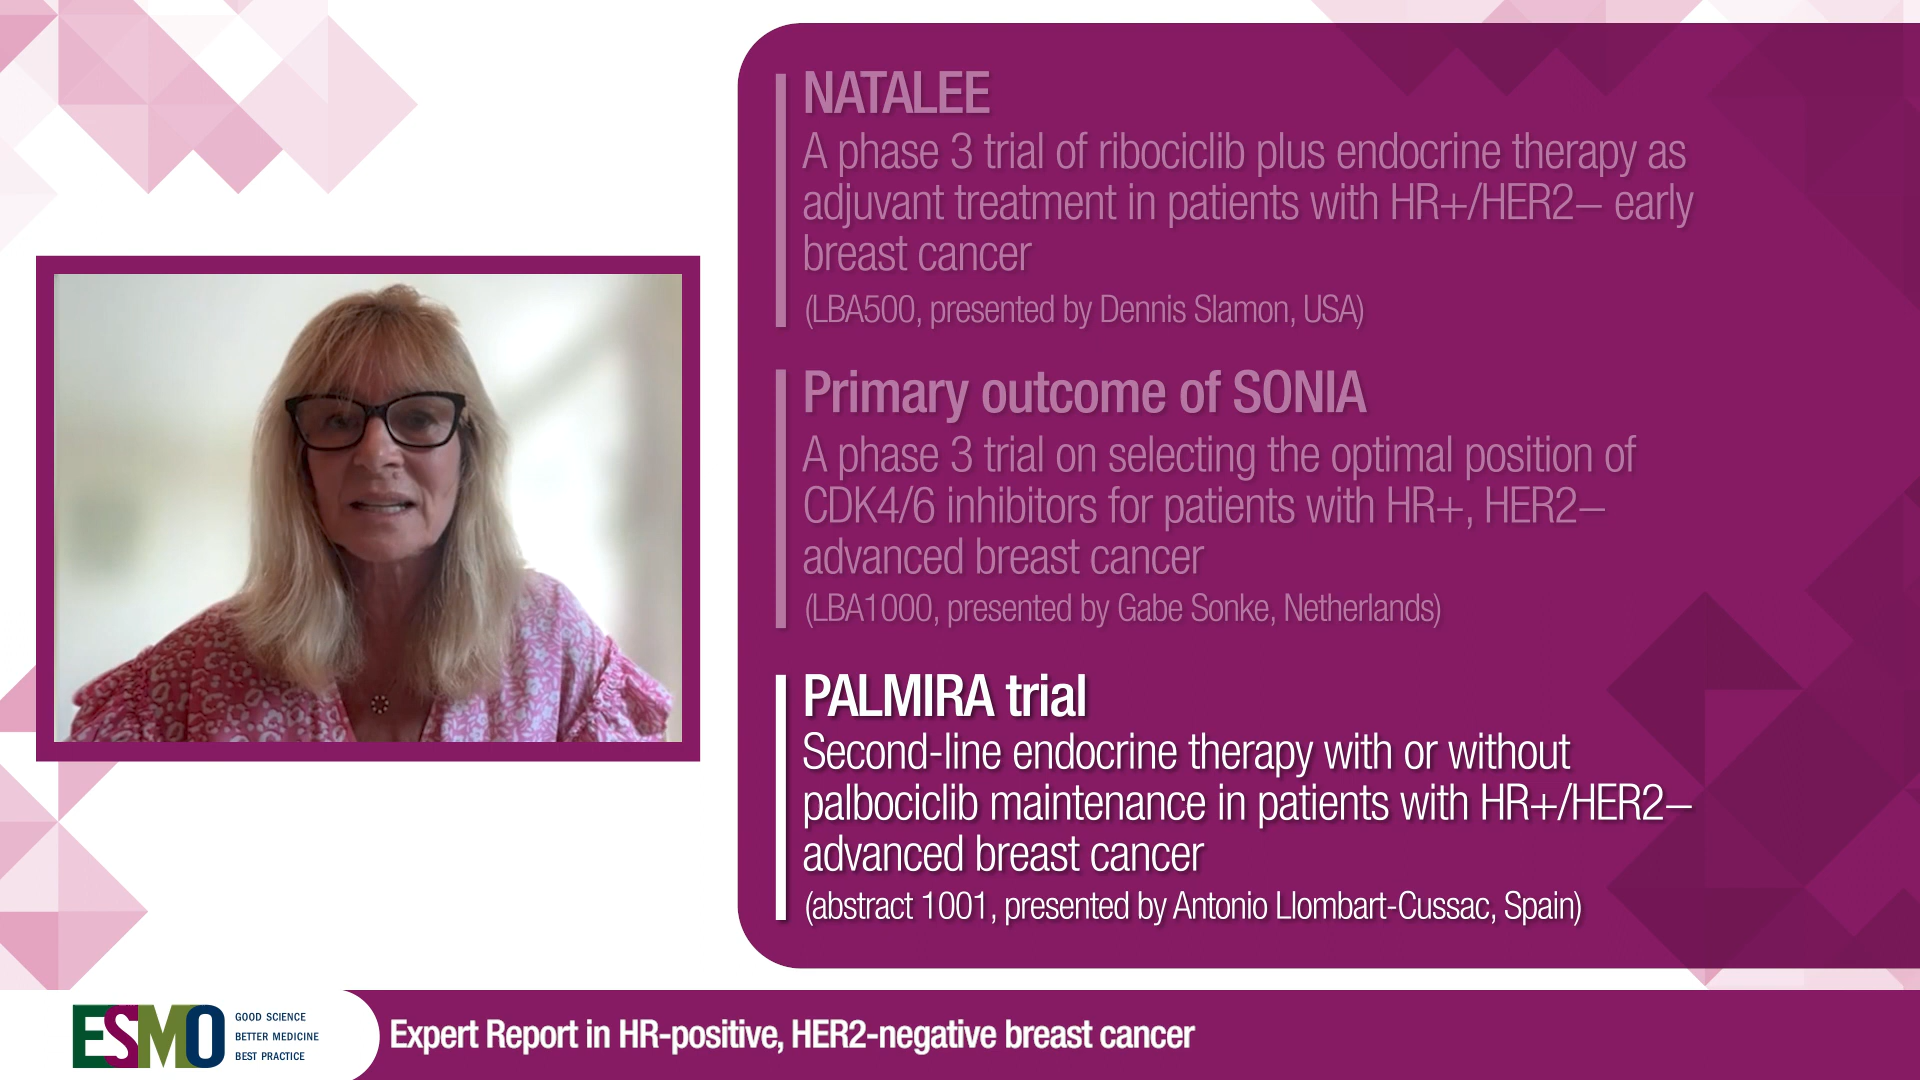 NATALEE
A phase 3 trial of ribociclib plus endocrine therapy as
adjuvant treatment in patients with HR+/HER2– early
breast cancer
(LBA500, presented by Dennis Slamon, USA)
Primary outcome of SONIA
A phase 3 trial on selecting the optimal position of
CDK4/6 inhibitors for patients with HR+, HER2–
advanced breast cancer
(LBA1000, presented by Gabe Sonke, Netherlands)
PALMIRA trial
Second-line endocrine therapy with or without
palbociclib maintenance in patients with HR+/HER2–
advanced breast cancer
(abstract 1001, presented by Antonio Llombart-Cussac, Spain)
ESMO
GOOD SCIENCE
BETTER MEDICINE
BEST PRACTICE
Expert Report in HR-positive, HER2-negative breast cancer